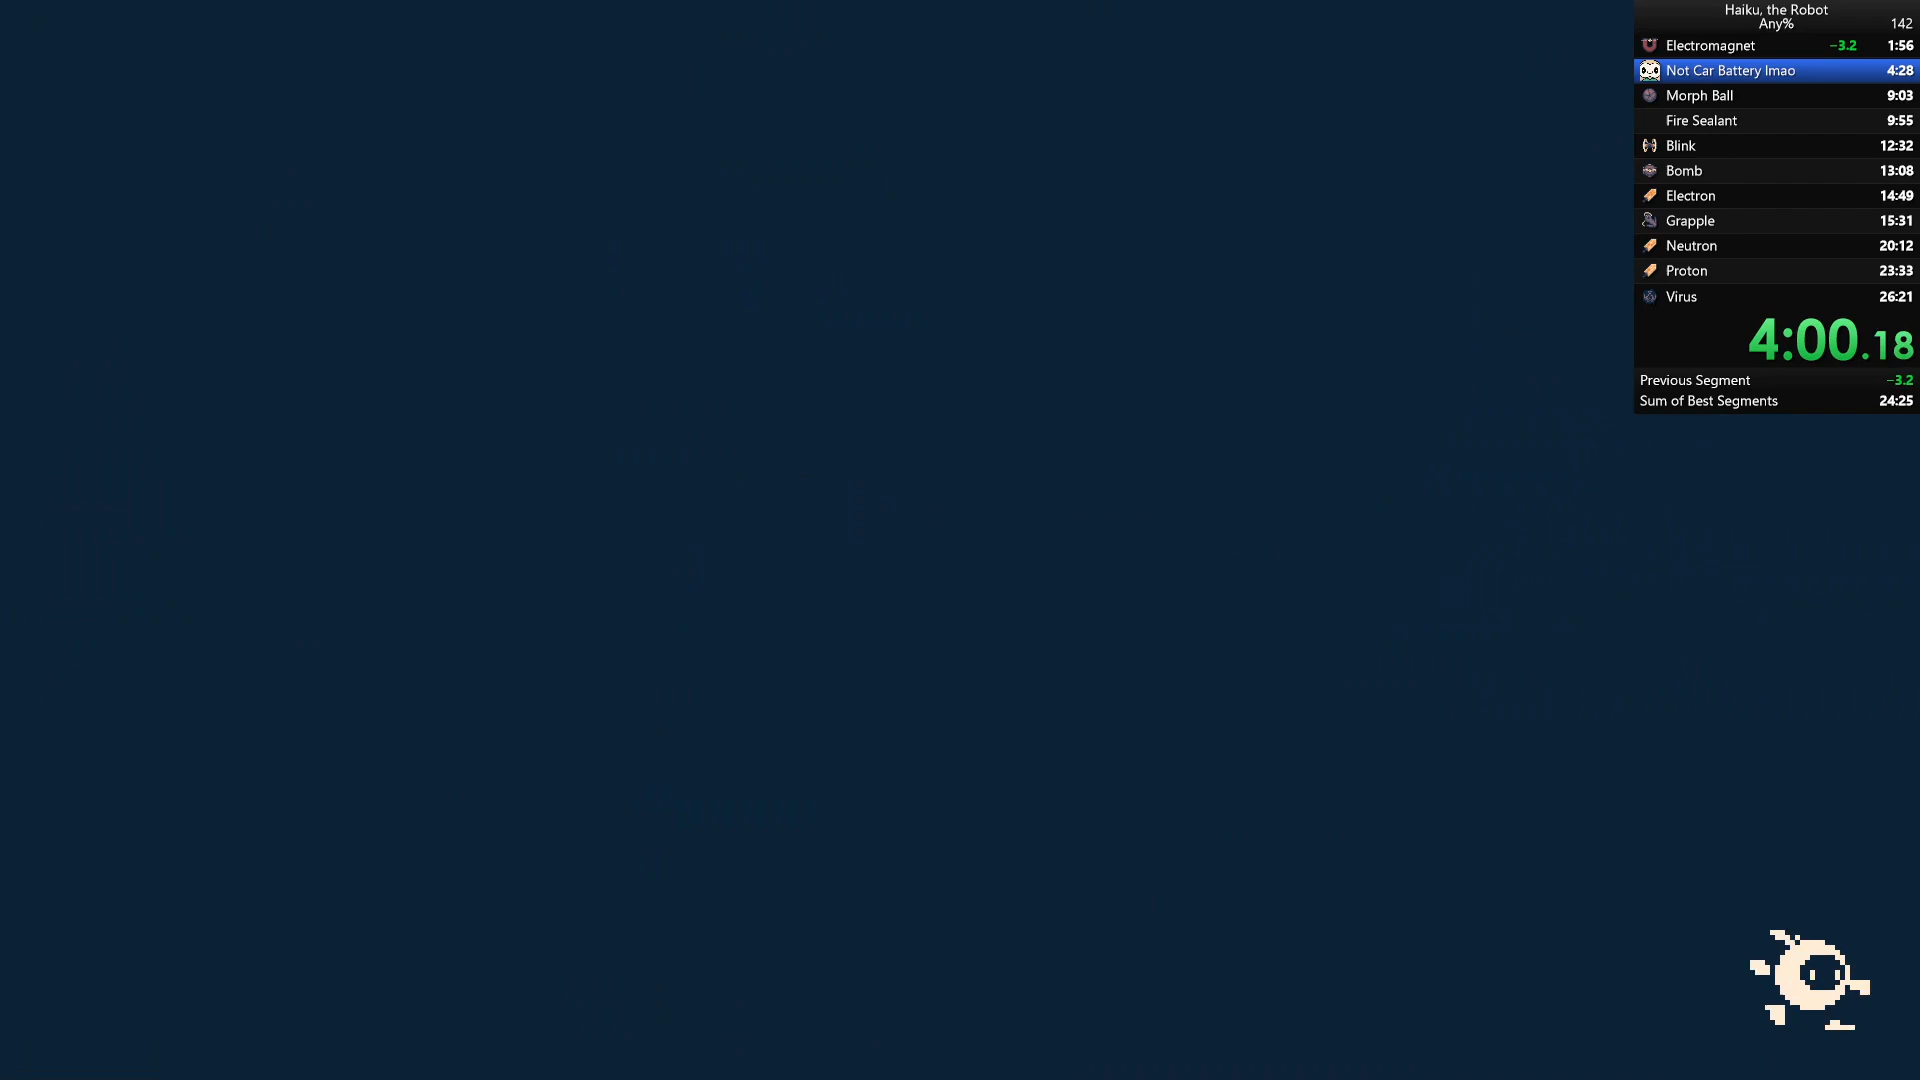 Haiku, the Robot
Any% 142
Electromagnet −3.2 1:56
Not Car Battery lmao 4:28
Morph Ball 9:03
Fire Sealant 9:55
Blink 12:32
Bomb 13:08
Electron 14:49
Grapple 15:31
Neutron 20:12
Proton 23:33
Virus 26:21
4:00.18
Previous Segment −3.2
Sum of Best Segments 24:25